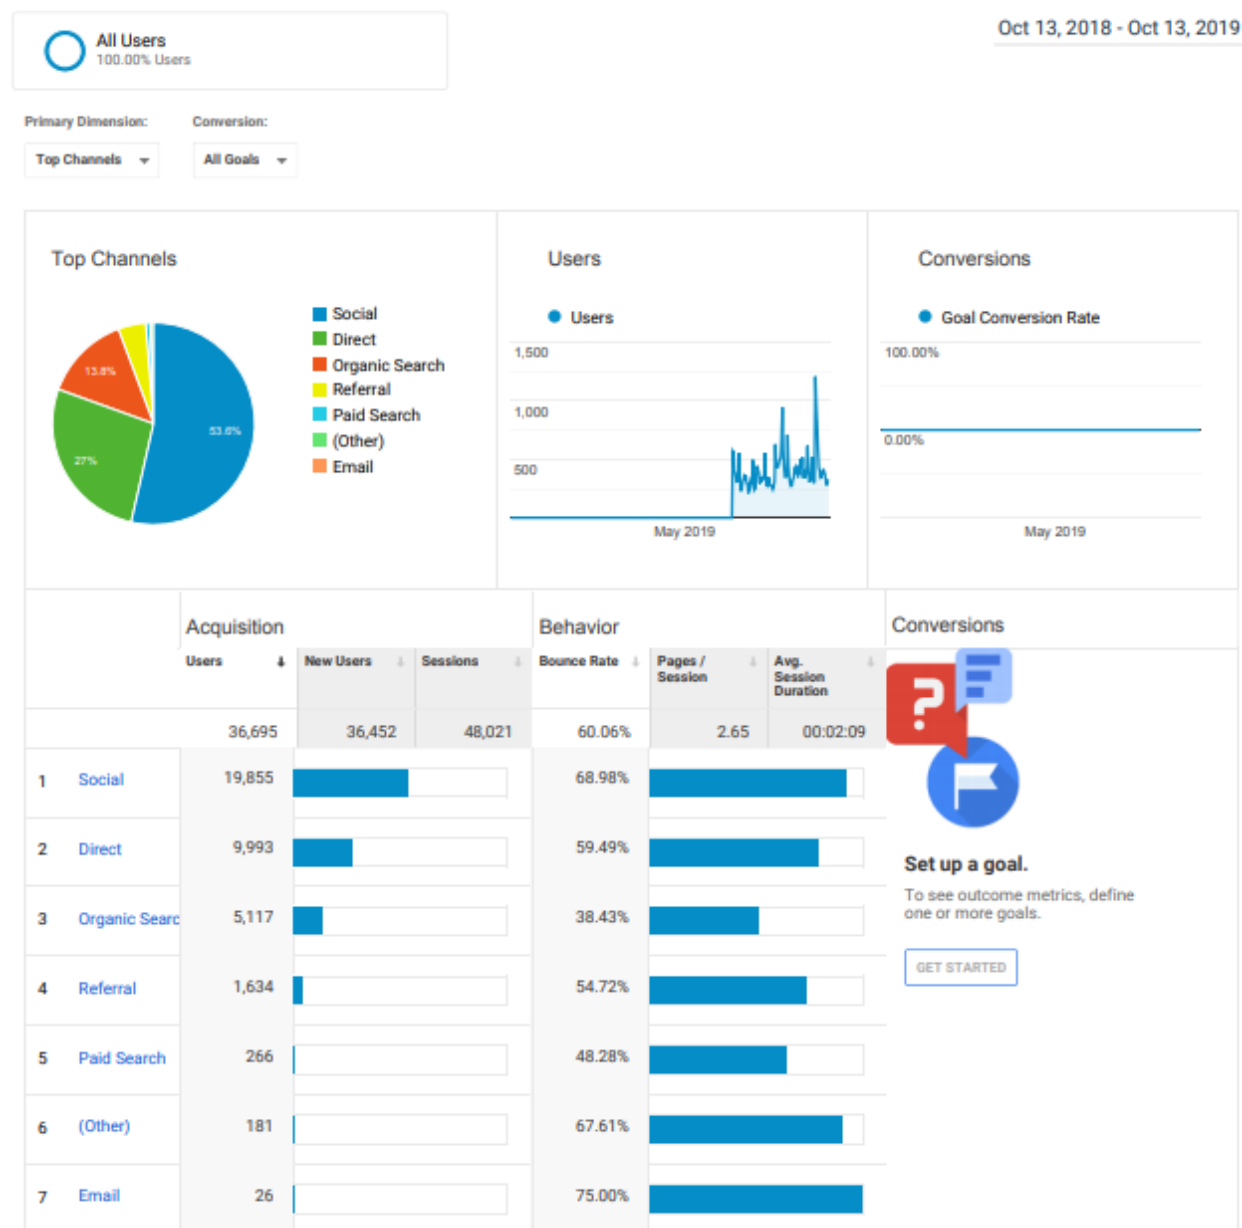 All Users
100.00% Users
Oct 13, 2018 - Oct 13, 2019
Primary Dimension:
Conversion:
Top Channels
All Goals
Top Channels
Social
Direct
Organic Search
Referral
Paid Search
(Other)
Email
13.8%
53.6%
27%
Users
Users
1,500
1,000
500
May 2019
Conversions
Goal Conversion Rate
100.00%
0.00%
May 2019
Acquisition
Behavior
Conversions
Users
New Users
Sessions
Bounce Rate
Pages /
Session
Avg.
Session
Duration
36,695
36,452
48,021
60.06%
2.65
00:02:09
1 Social 19,855 68.98%
2 Direct 9,993 59.49%
3 Organic Searc 5,117 38.43%
4 Referral 1,634 54.72%
5 Paid Search 266 48.28%
6 (Other) 181 67.61%
7 Email 26 75.00%
?
Set up a goal.
To see outcome metrics, define
one or more goals.
GET STARTED